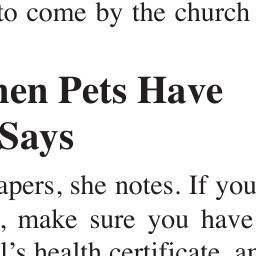 to come by the church
hen Pets Have
Says
apers, she notes. If you
, make sure you have
l's health certificate, an